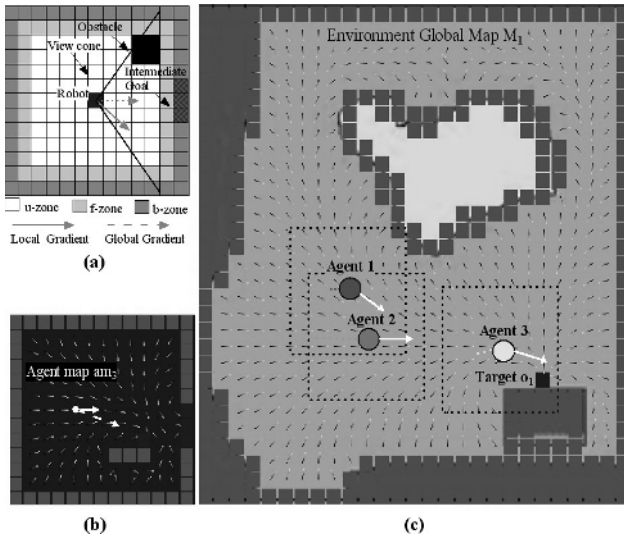 Obstacle
View cone
Intermediate
Goal
Robot
u-zone f-zone b-zone
Local Gradient Global Gradient
(a)
Agent map am3
(b)
Environment Global Map M1
Agent 1
Agent 2
Agent 3
Target o1
(c)